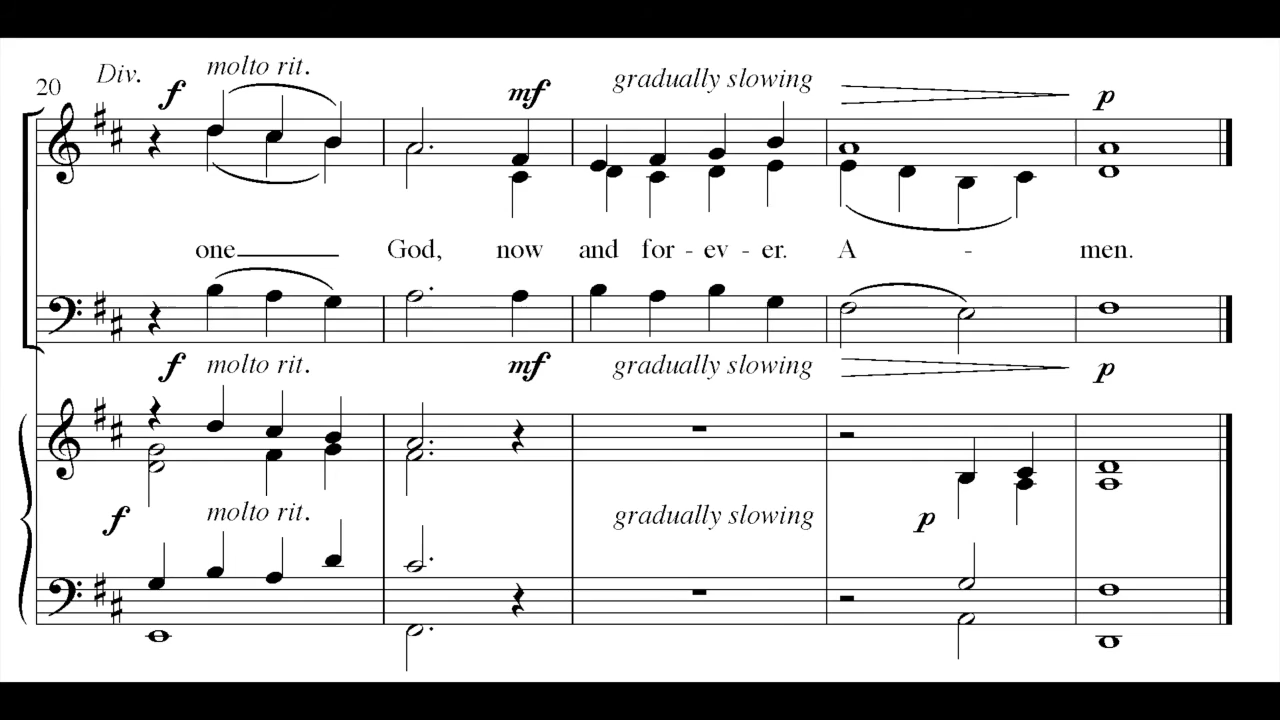 Div.
molto rit.
20
f
mf
gradually slowing
p
one God, now and for - ev - er. A - men.
f molto rit. mf gradually slowing p
f molto rit. gradually slowing p